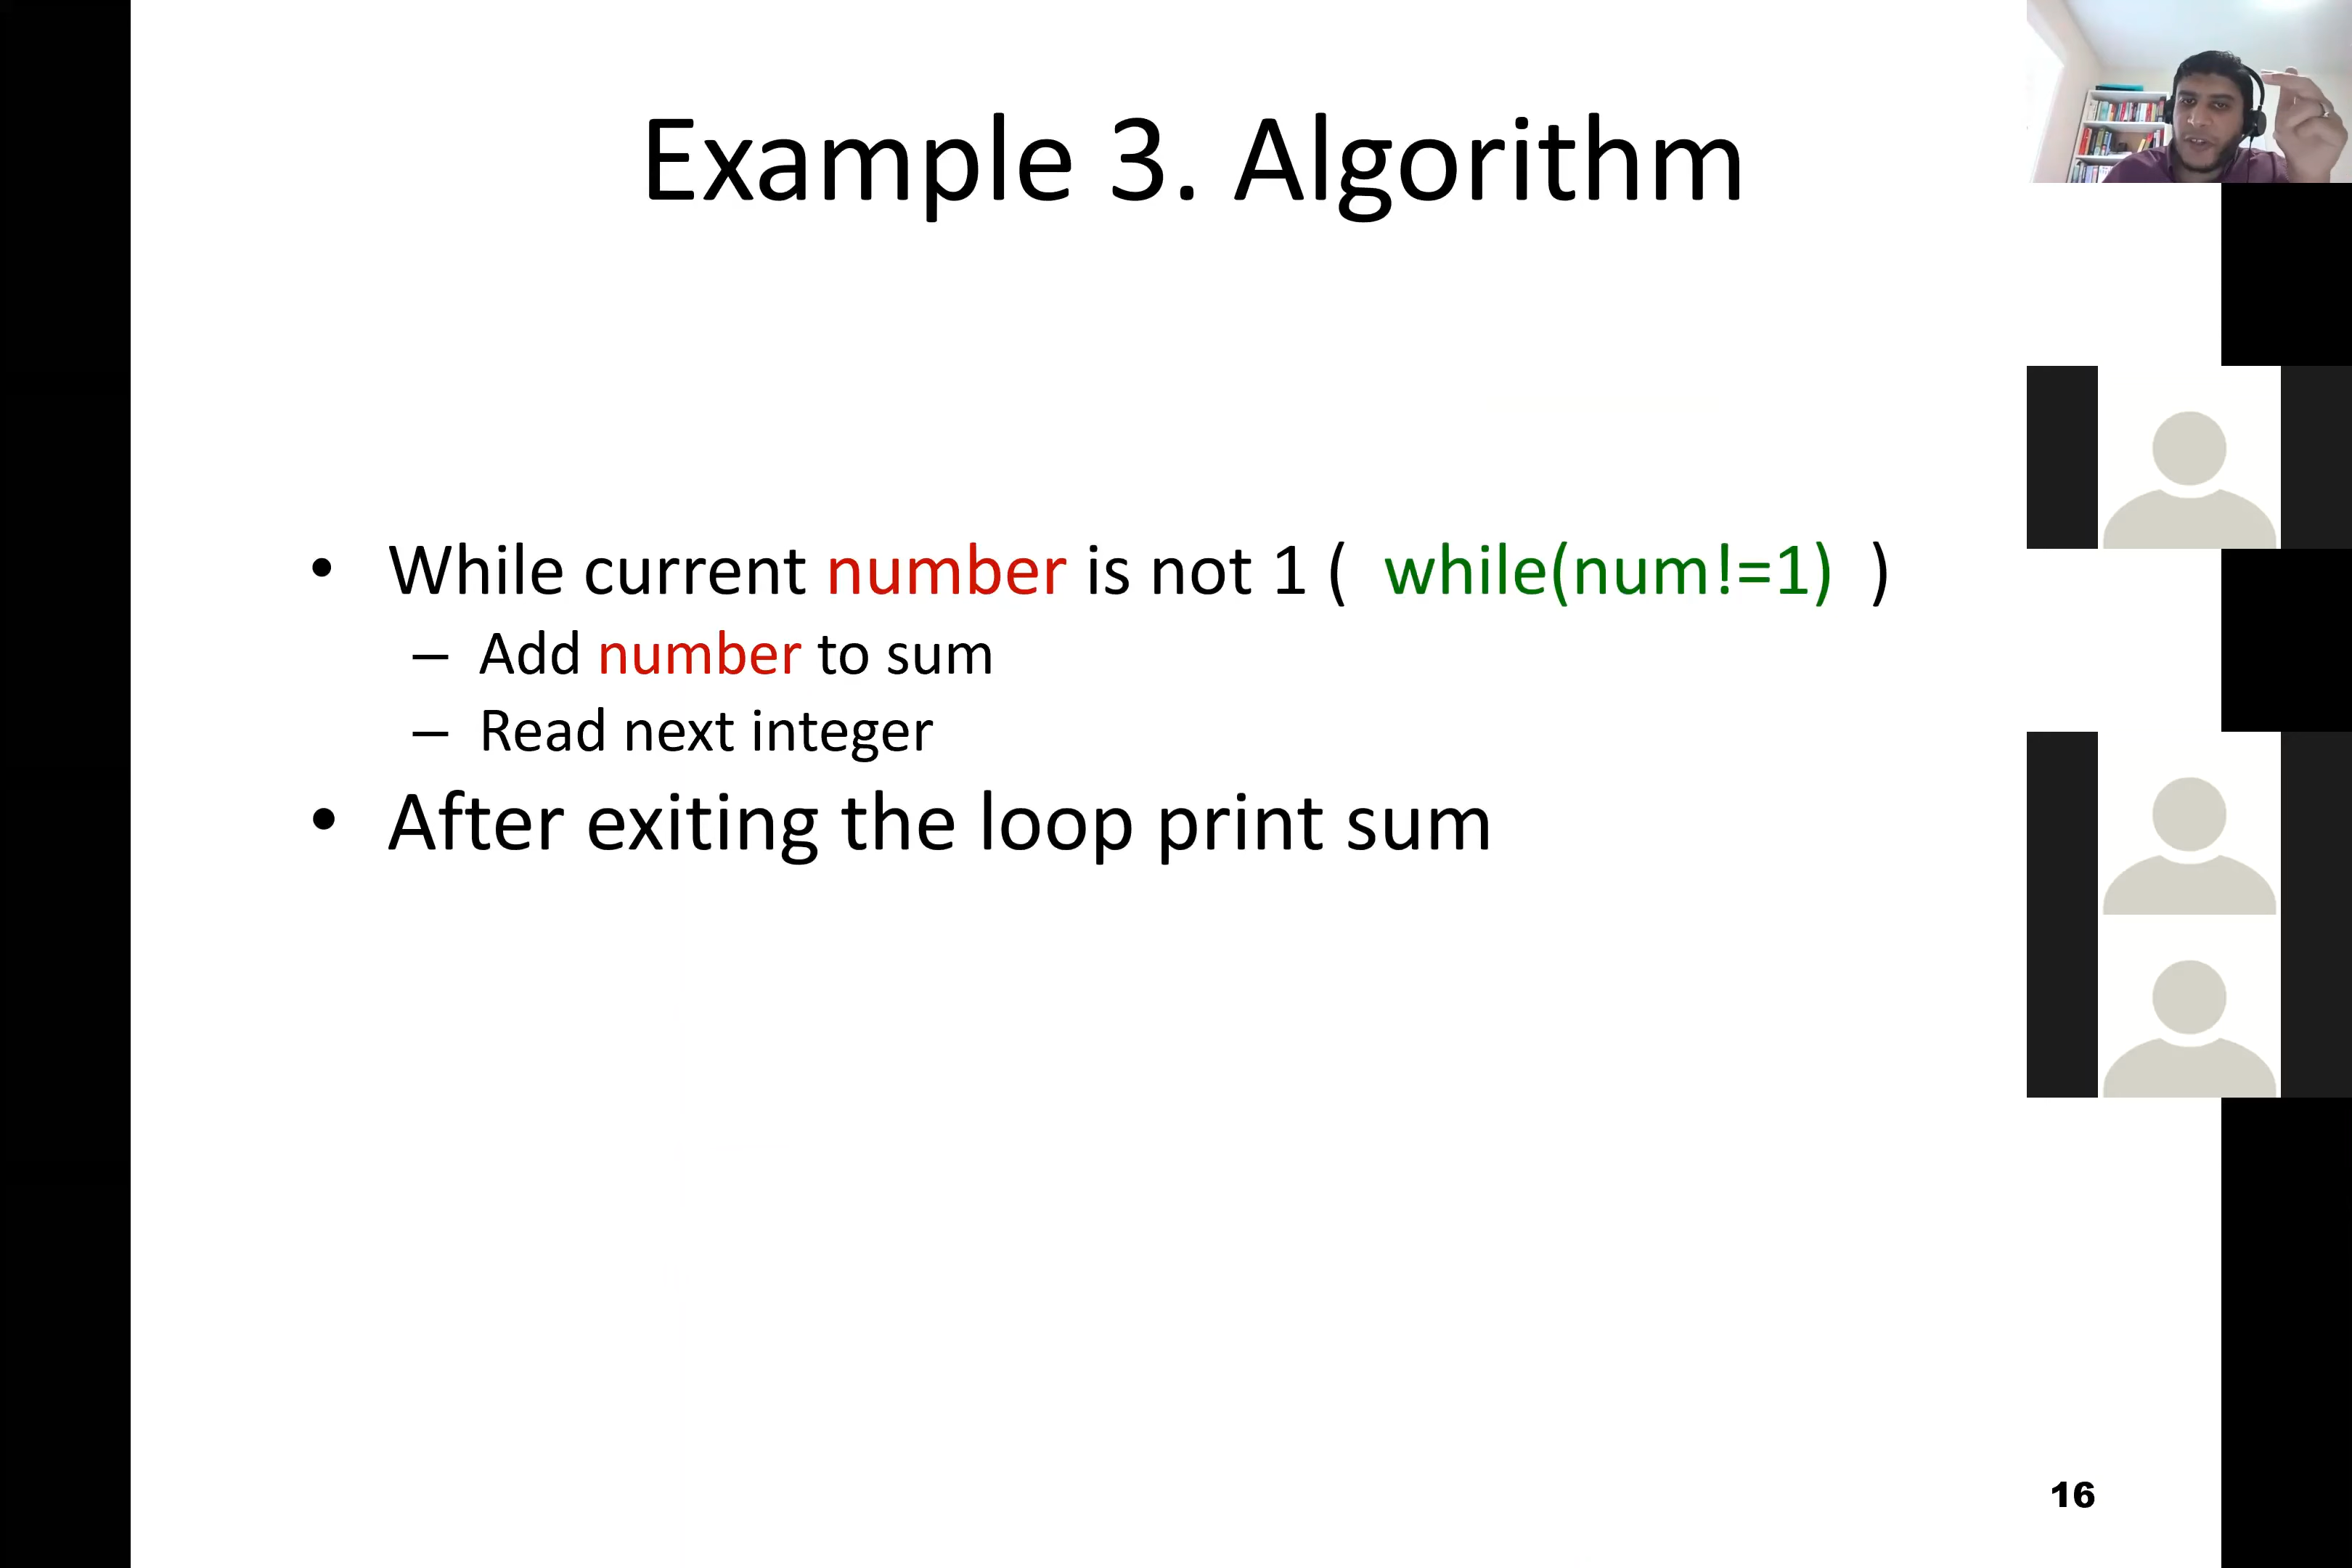 Example 3. Algorithm
• While current number is not 1 ( while(num!=1) )
– Add number to sum
– Read next integer
• After exiting the loop print sum
16